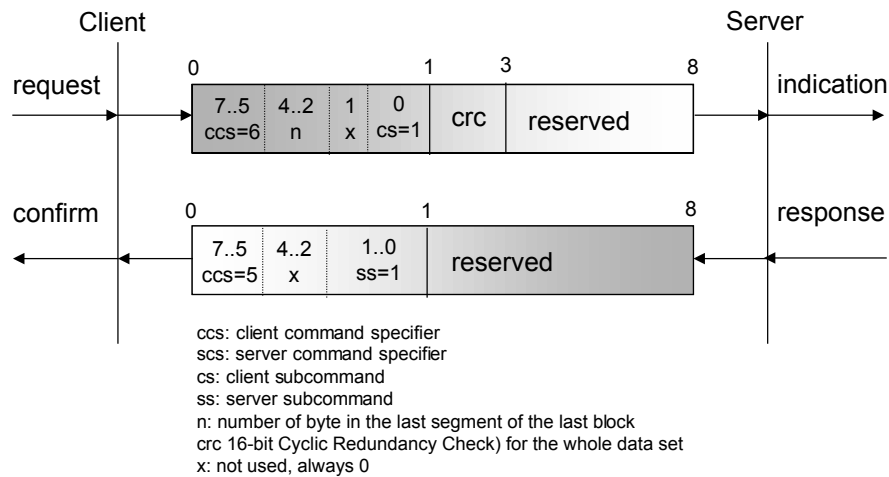 Client
Server
request
0
1
3
8
indication
7..5
4..2
1
0
ccs=6
n
x
cs=1
crc
reserved
confirm
0
1
8
response
7..5
4..2
1..0
ccs=5
x
ss=1
reserved
ccs: client command specifier
scs: server command specifier
cs: client subcommand
ss: server subcommand
n: number of byte in the last segment of the last block
crc 16-bit Cyclic Redundancy Check) for the whole data set
x: not used, always 0